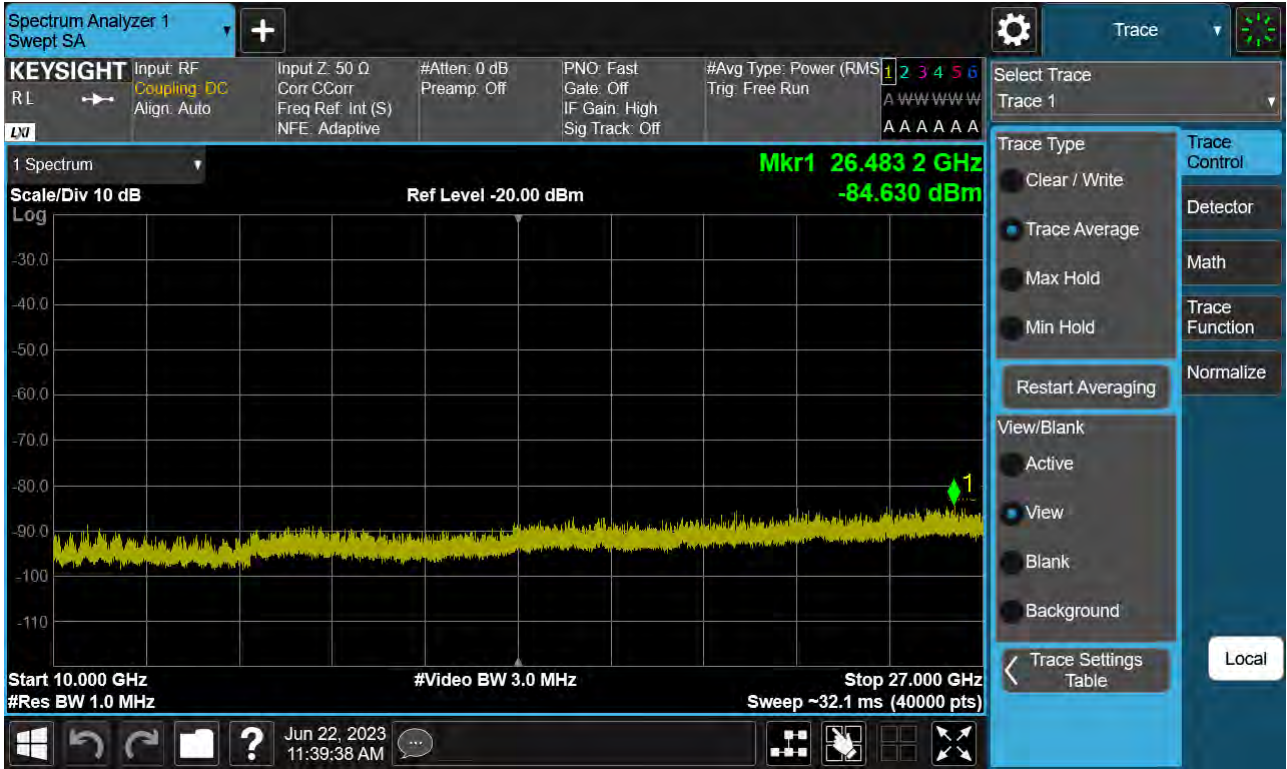 Spectrum Analyzer 1
Swept SA
Trace
KEYSIGHT
R L
LXI
Input: RF
Coupling: DC
Align: Auto
Input Z: 50 Ω
Corr CCorr
Freq Ref: Int (S)
NFE: Adaptive
#Atten: 0 dB
Preamp: Off
PNO: Fast
Gate: Off
IF Gain: High
Sig Track: Off
#Avg Type: Power (RMS
Trig: Free Run
1 2 3 4 5 6
A W W W W W
A A A A A A
Select Trace
Trace 1
1 Spectrum
Mkr1 26.483 2 GHz
Scale/Div 10 dB
Ref Level -20.00 dBm
-84.630 dBm
Log
-30.0
-40.0
-50.0
-60.0
-70.0
-80.0
-90.0
-100
-110
1
Start 10.000 GHz
#Video BW 3.0 MHz
Stop 27.000 GHz
#Res BW 1.0 MHz
Sweep ~32.1 ms (40000 pts)
Trace Type
Clear / Write
Trace Average
Max Hold
Min Hold
Restart Averaging
View/Blank
Active
View
Blank
Background
Trace Settings
Table
Trace
Control
Detector
Math
Trace
Function
Normalize
Local
?
Jun 22, 2023
11:39:38 AM